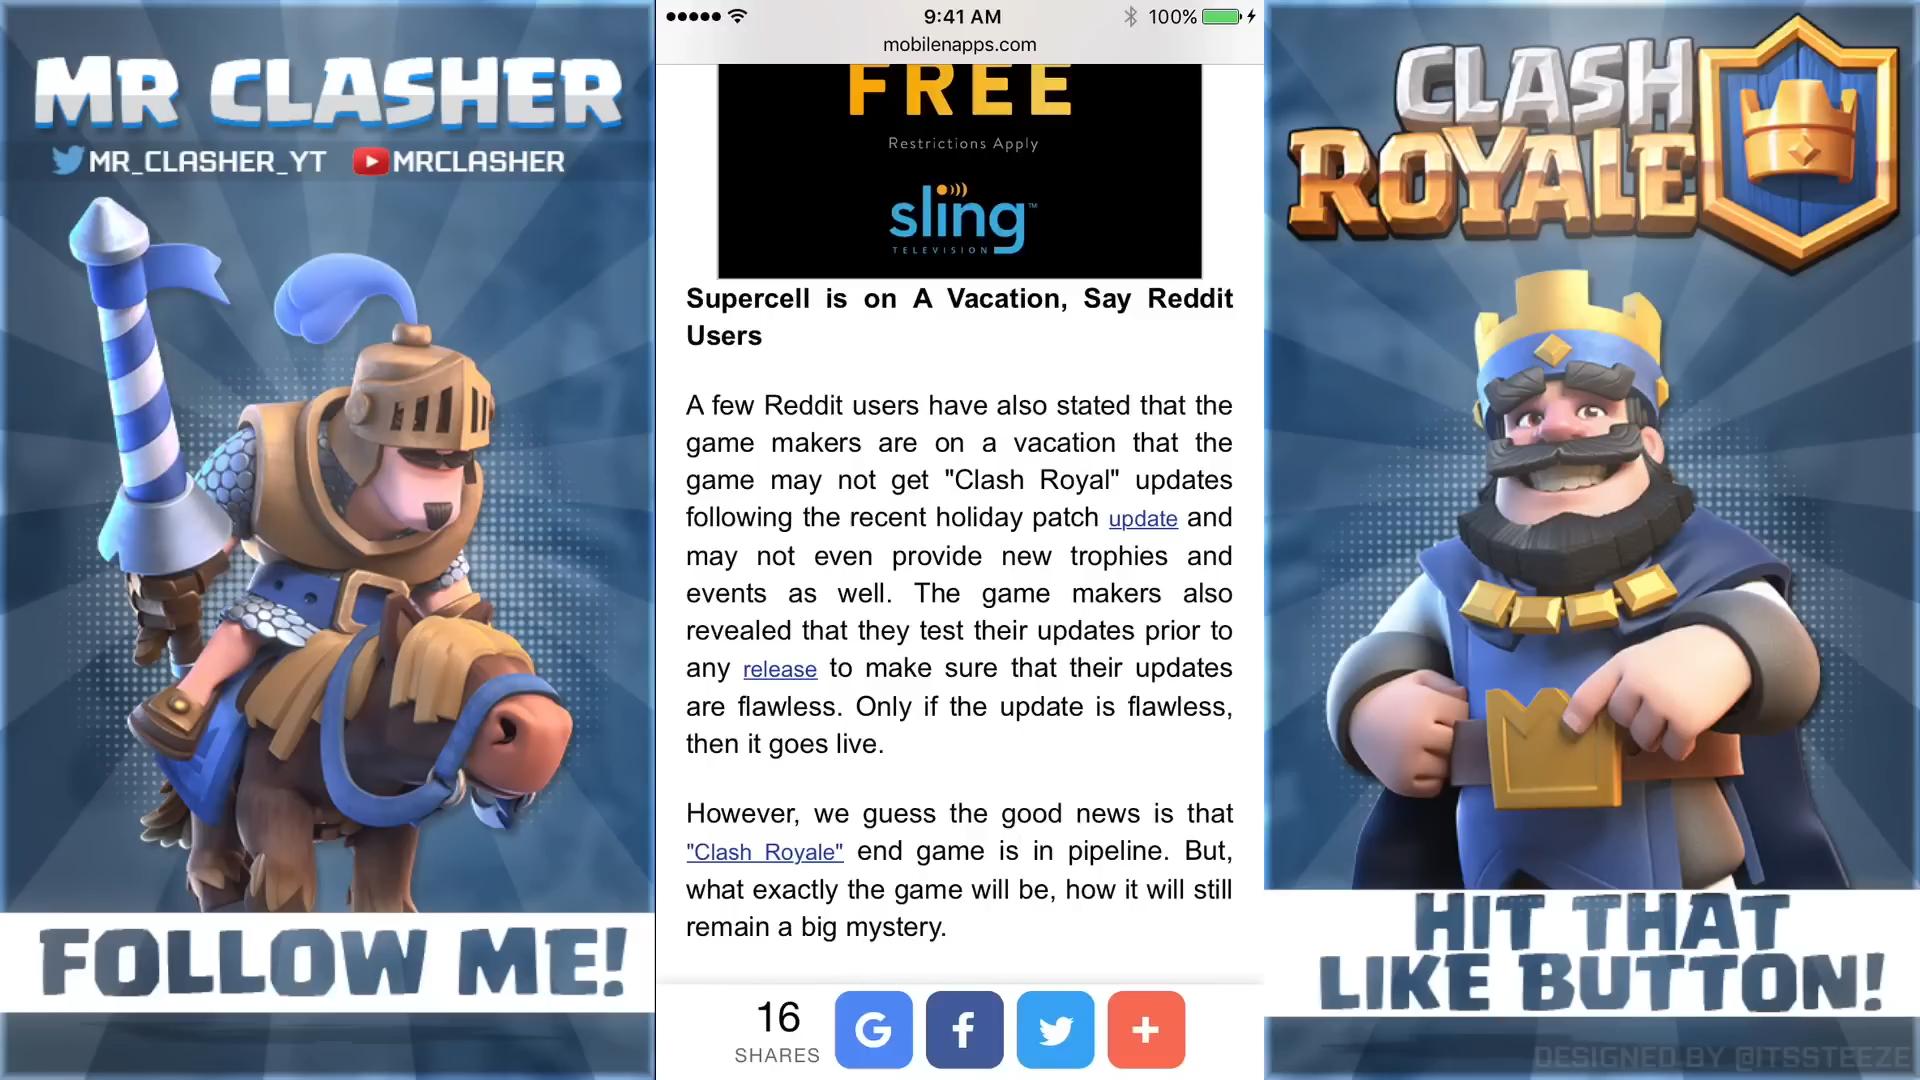 MR CLASHER
MR_CLASHER_YT MRCLASHER
FOLLOW ME!
9:41 AM
100%
mobilenapps.com
FREE
Restrictions Apply
sling
TELEVISION
Supercell is on A Vacation, Say Reddit
Users
A few Reddit users have also stated that the
game makers are on a vacation that the
game may not get "Clash Royal" updates
following the recent holiday patch update and
may not even provide new trophies and
events as well. The game makers also
revealed that they test their updates prior to
any release to make sure that their updates
are flawless. Only if the update is flawless,
then it goes live.
However, we guess the good news is that
"Clash Royale" end game is in pipeline. But,
what exactly the game will be, how it will still
remain a big mystery.
16
SHARES
CLASH
ROYALE
HIT THAT
LIKE BUTTON!
DESIGNED BY @ITSSTEEZE